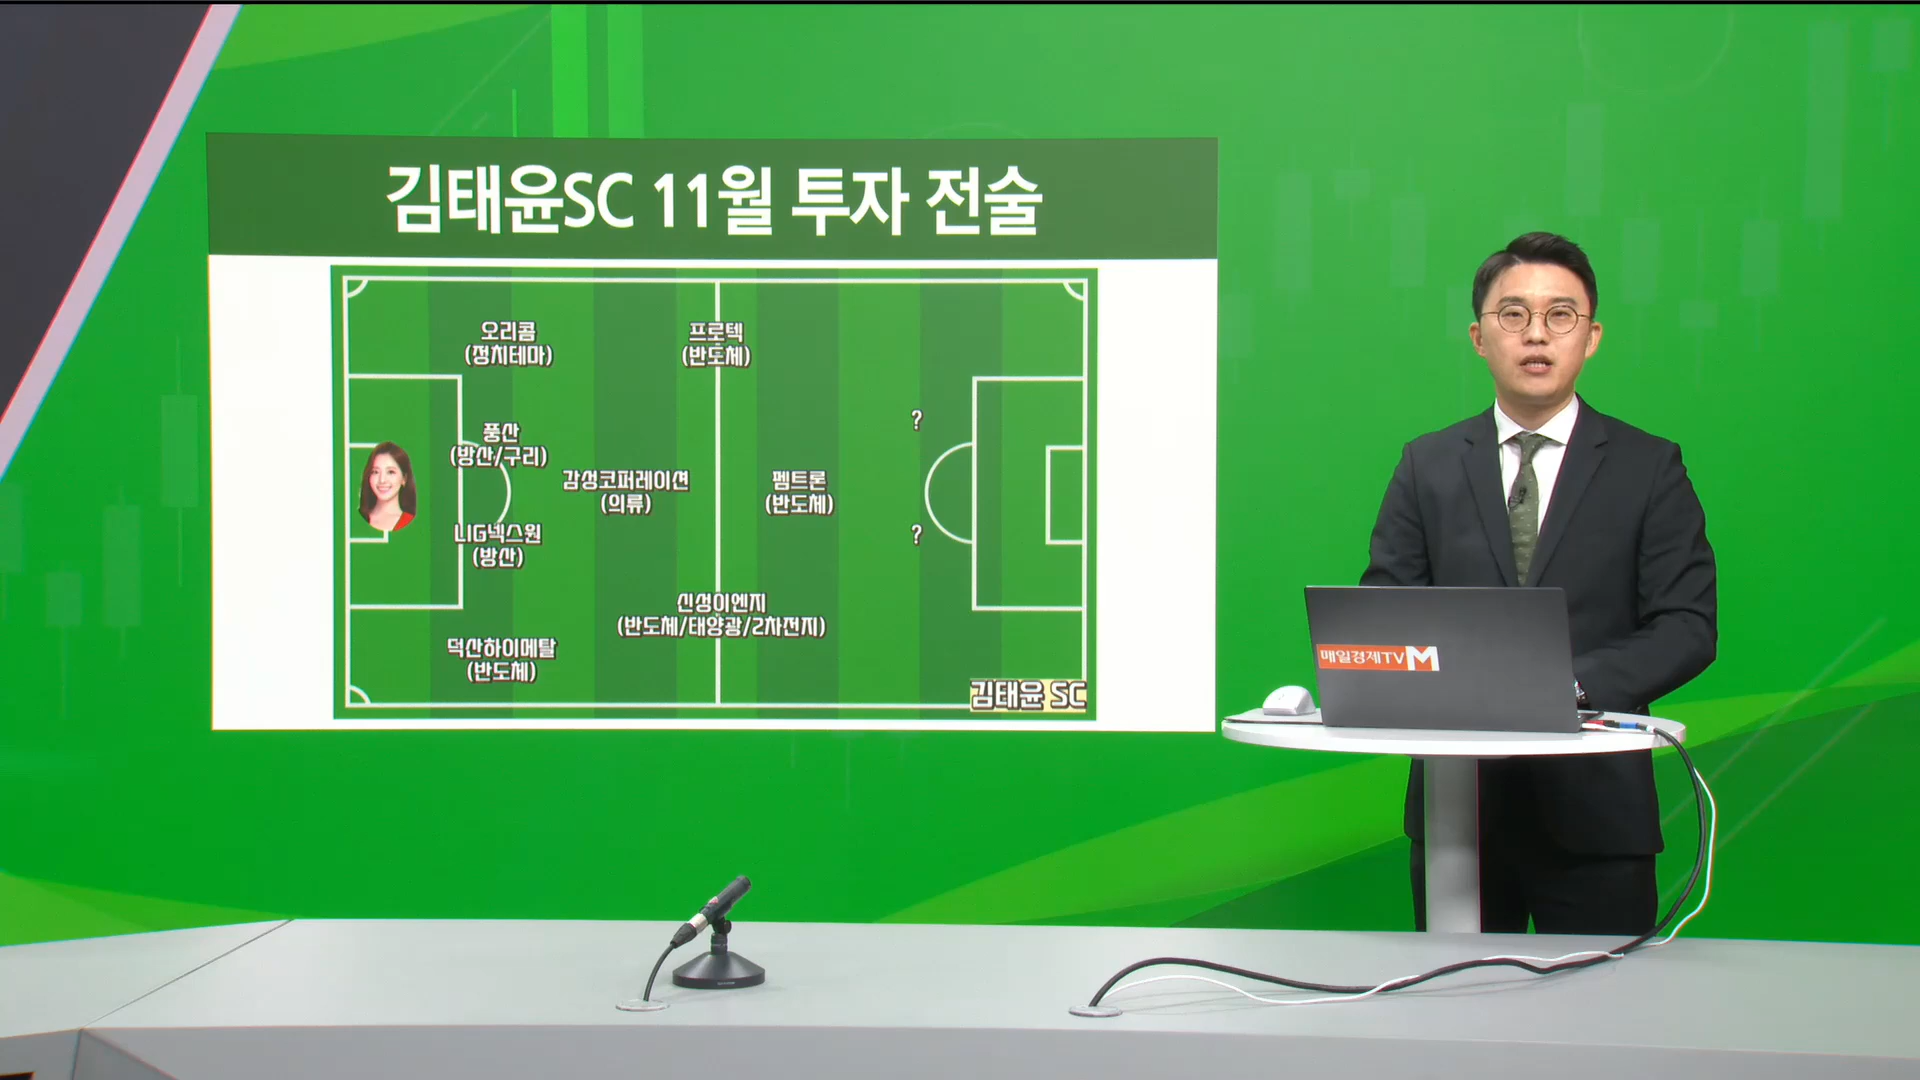 김태윤SC 11월 투자 전술
오리콤
(정치테마)
프로텍
(반도체)
?
풍산
(방산/구리)
감성코퍼레이션
(의류)
펨트론
(반도체)
LIG넥스원
(방산)
?
신성이엔지
(반도체/태양광/2차전지)
덕산하이메탈
(반도체)
김태윤 SC
매일경제TV M